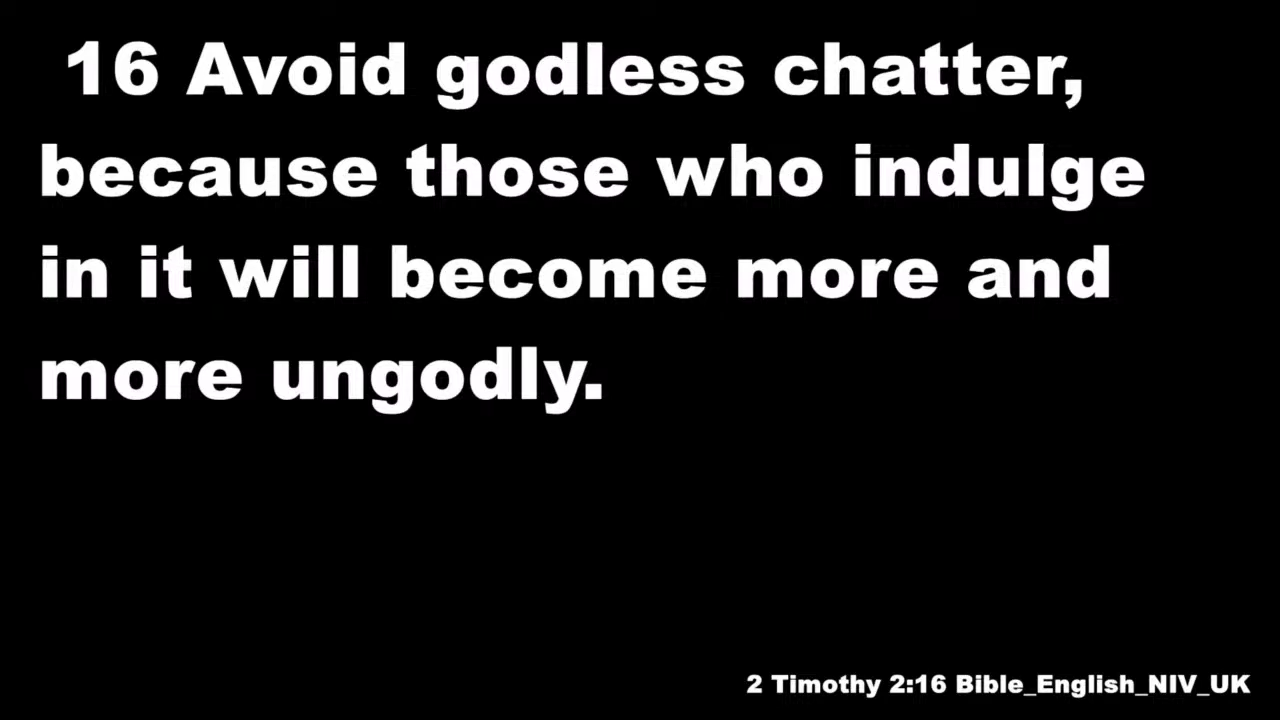 16 Avoid godless chatter,
because those who indulge
in it will become more and
more ungodly.
2 Timothy 2:16 Bible_English_NIV_UK